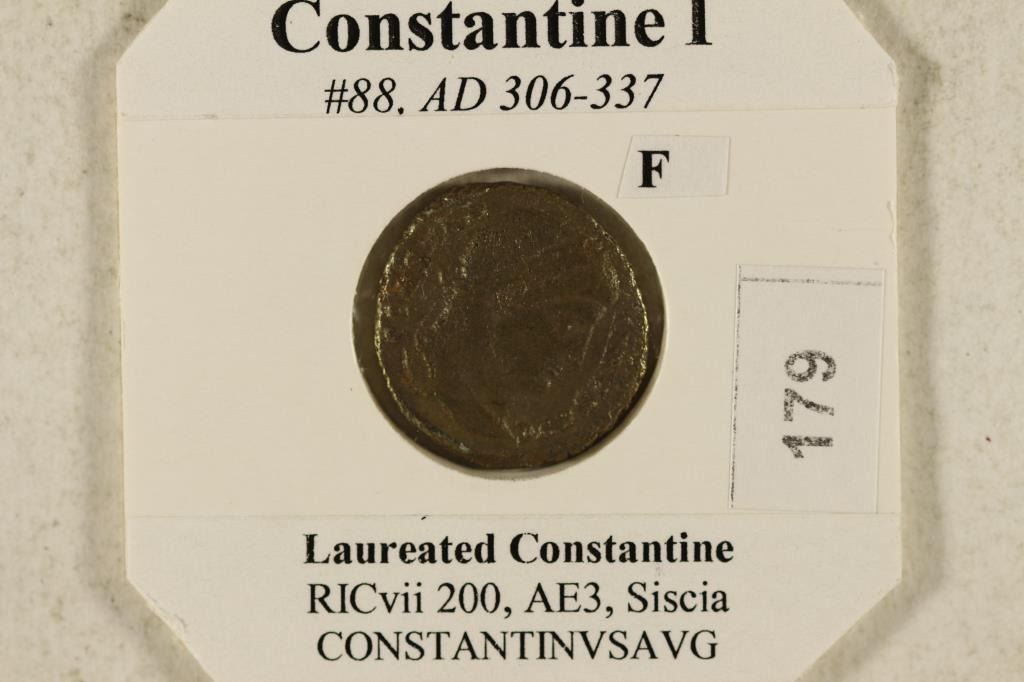 Constantine I
#88, AD 306-337
F
179
Laureated Constantine
RICvii 200, AE3, Siscia
CONSTANTINVSAVG